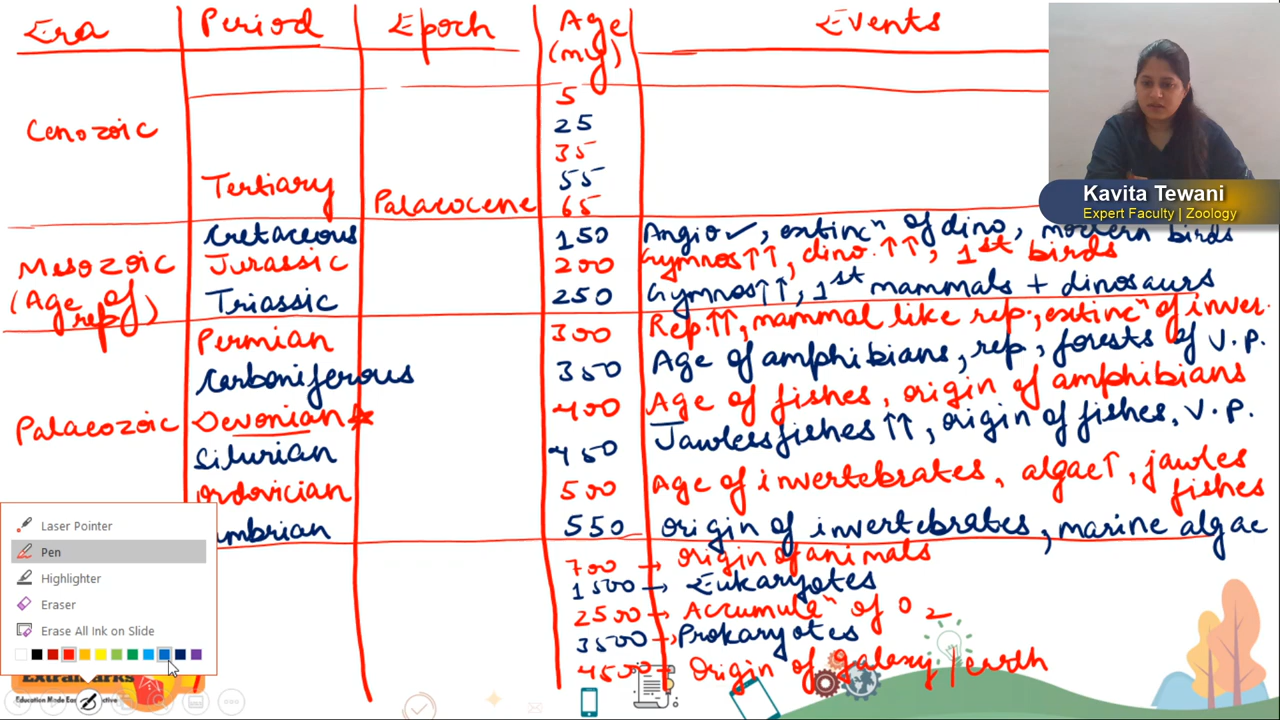 Era Period Epoch Age (my) Events
5
Cenozoic 25
35
Tertiary 55
Palaeocene 65
Cretaceous 150 Angio✓, extincⁿ of dino, modern birds
Mesozoic Jurassic 200 Gymnos↑↑, dino.↑↑, 1st birds
(Age of rep) Triassic 250 Gymnos↑↑, 1st mammals + dinosaurs
Permian 300 Rep.↑↑, mammal like rep., extincⁿ of inver.
Carboniferous 350 Age of amphibians, rep, forests of V.P.
Palaeozoic Devonian* 400 Age of fishes, origin of amphibians
Silurian 450 Jawless fishes ↑↑, origin of fishes, V.P.
Ordovician 500 Age of invertebrates, algae↑, jawles fishes
mbrian 550 Origin of invertebrates, marine algae
700 → Origin of animals
1500 → Eukaryotes
2500 → Accumulaⁿ of O2
3500 → Prokaryotes
4500 → Origin of galaxy/earth
Kavita Tewani
Expert Faculty | Zoology
Laser Pointer
Pen
Highlighter
Eraser
Erase All Ink on Slide
Extramarks